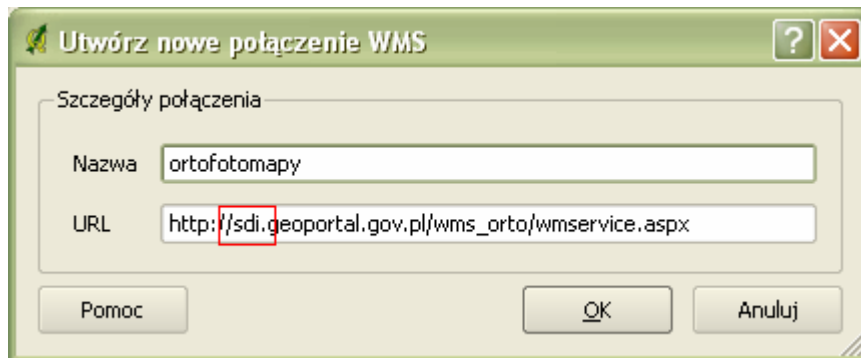 Utwórz nowe połączenie WMS
Szczegóły połączenia
Nazwa ortofotomapy
URL http://sdi.geoportal.gov.pl/wms_orto/wmservice.aspx
Pomoc OK Anuluj